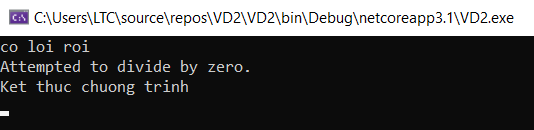 C:\Users\LTC\source\repos\VD2\VD2\bin\Debug\netcoreapp3.1\VD2.exe
co loi roi
Attempted to divide by zero.
Ket thuc chuong trinh